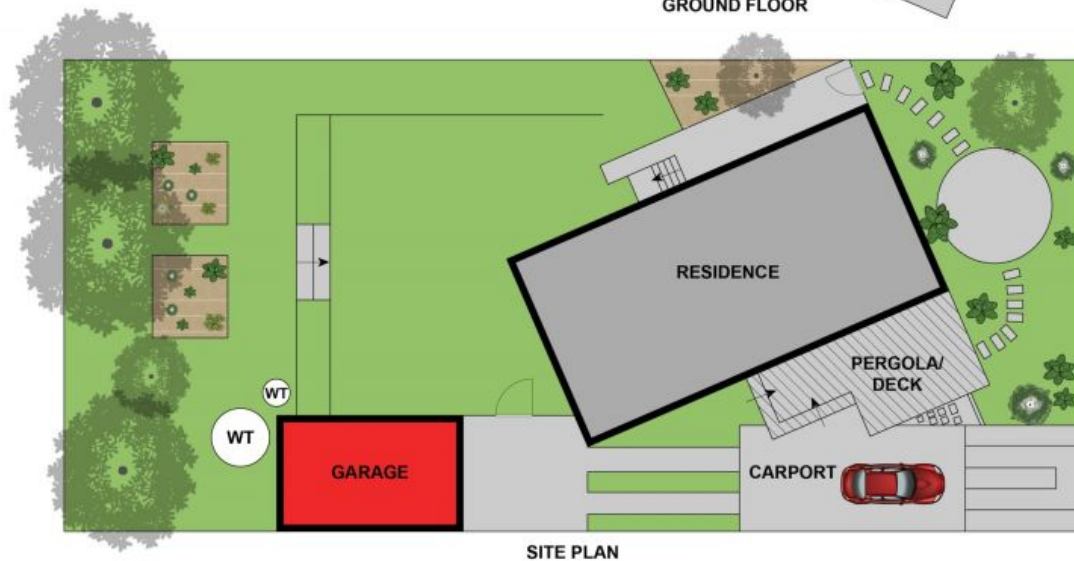 GROUND FLOOR
RESIDENCE
PERGOLA/
DECK
WT
WT
GARAGE
CARPORT
SITE PLAN